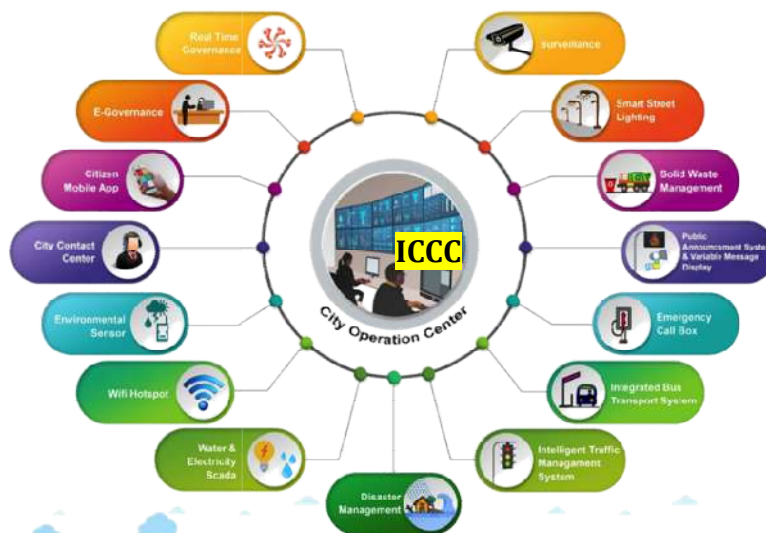 Real Time
Governance
surveillance
E-Governance
Smart Street
Lighting
Citizen
Mobile App
Solid Waste
Management
City Contact
Center
Public
Announcement System
& Variable Message
Display
ICCC
City Operation Center
Environmental
Sensor
Emergency
Call Box
Wifi Hotspot
Integrated Bus
Transport System
Water &
Electricity
Scada
Intelligent Traffic
Management
System
Disaster
Management